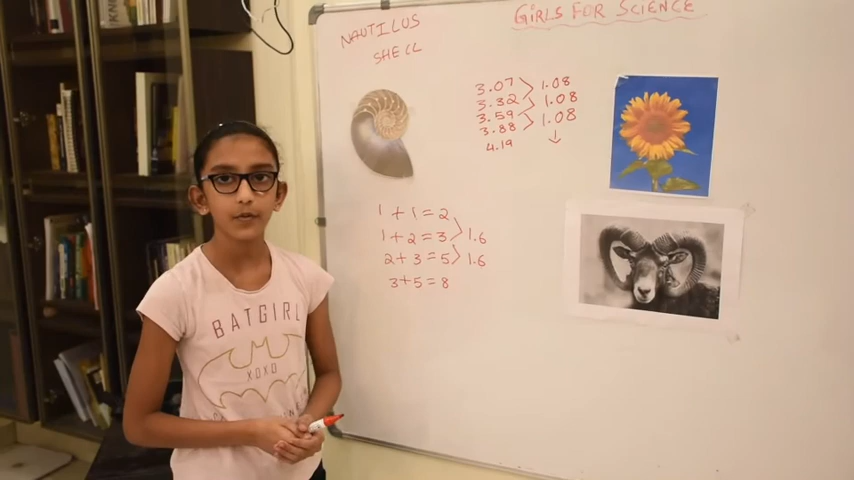 NAUTILUS
SHELL
GIRLS FOR SCIENCE
3.07
3.32
3.59
3.88
4.19
1.08
1.08
1.08
1 + 1 = 2
1 + 2 = 3
2 + 3 = 5
3 + 5 = 8
1.6
1.6
BATGIRL
XOXO